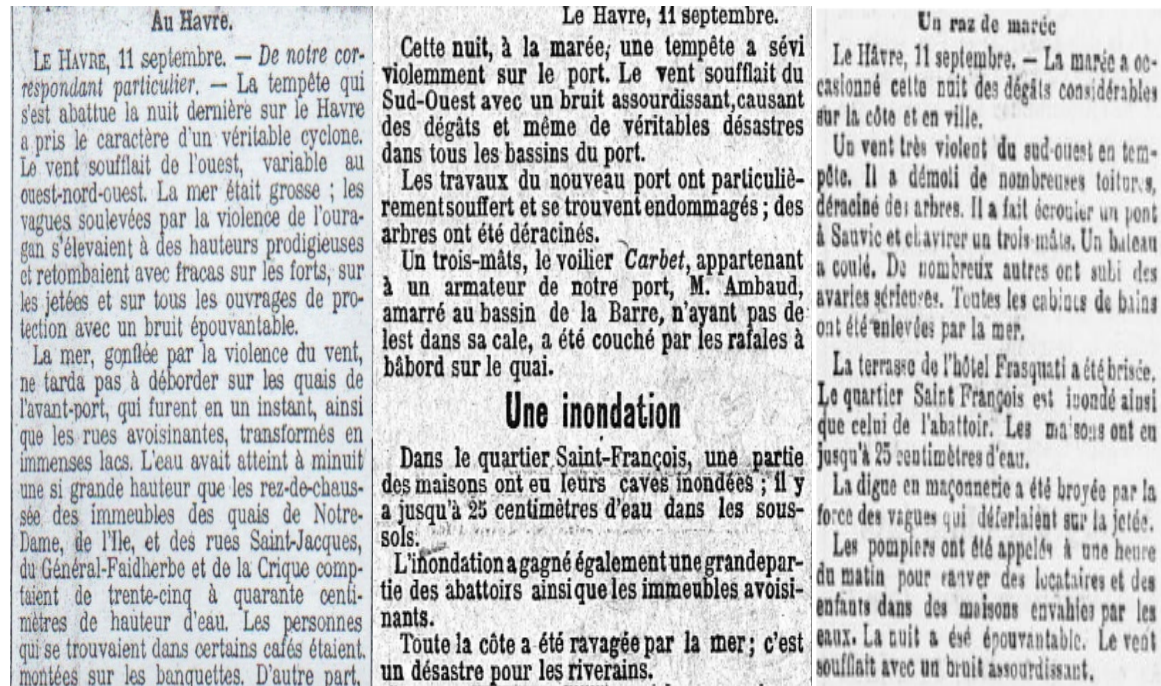 Au Havre.
LE HAVRE, 11 septembre. — De notre cor-
respondant particulier. — La tempête qui
s'est abattue la nuit dernière sur le Havre
a pris le caractère d'un véritable cyclone.
Le vent soufflait de l'ouest, variable au
ouest-nord-ouest. La mer était grosse ; les
vagues soulevées par la violence de l'oura-
gan s'élevaient à des hauteurs prodigieuses
et retombaient avec fracas sur les forts, sur
les jetées et sur tous les ouvrages de pro-
tection avec un bruit épouvantable.
La mer, gonflée par la violence du vent,
ne tarda pas à déborder sur les quais de
l'avant-port, qui furent en un instant, ainsi
que les rues avoisinantes, transformés en
immenses lacs. L'eau avait atteint à minuit
une si grande hauteur que les rez-de-chaus-
sée des immeubles des quais de Notre-
Dame, de l'Ile, et des rues Saint-Jacques,
du Général-Faidherbe et de la Crique comp-
taient de trente-cinq à quarante centi-
mètres de hauteur d'eau. Les personnes
qui se trouvaient dans certains cafés étaient
montées sur les banquettes. D'autre part,
Le Havre, 11 septembre.
Cette nuit, à la marée, une tempête a sévi
violemment sur le port. Le vent soufflait du
Sud-Ouest avec un bruit assourdissant, causant
des dégâts et même de véritables désastres
dans tous les bassins du port.
Les travaux du nouveau port ont particuliè-
rement souffert et se trouvent endommagés ; des
arbres ont été déracinés.
Un trois-mâts, le voilier Carbet, appartenant
à un armateur de notre port, M. Ambaud,
amarré au bassin de la Barre, n'ayant pas de
lest dans sa cale, a été couché par les rafales à
bâbord sur le quai.
Une inondation
Dans le quartier Saint-François, une partie
des maisons ont eu leurs caves inondées ; il y
a jusqu'à 25 centimètres d'eau dans les sous-
sols.
L'inondation a gagné également une grande par-
tie des abattoirs ainsi que les immeubles avoisi-
nants.
Toute la côte a été ravagée par la mer ; c'est
un désastre pour les riverains.
Un raz de marée
Le Hâvre, 11 septembre. — La marée a oc-
casionné cette nuit des dégâts considérables
sur la côte et en ville.
Un vent très violent du sud-ouest en tem-
pête. Il a démoli de nombreuses toitures,
déraciné des arbres. Il a fait écrouler un pont
à Sauvic et chavirer un trois-mâts. Un bateau
a coulé. De nombreux autres ont subi des
avaries sérieuses. Toutes les cabines de bains
ont été enlevées par la mer.
La terrasse de l'hôtel Frasquati a été brisée.
Le quartier Saint François est inondé ainsi
que celui de l'abattoir. Les maisons ont eu
jusqu'à 25 centimètres d'eau.
La digue en maçonnerie a été broyée par la
force des vagues qui déferlaient sur la jetée.
Les pompiers ont été appelés à une heure
du matin pour sauver des locataires et des
enfants dans des maisons envahies par les
eaux. La nuit a été épouvantable. Le vent
soufflait avec un bruit assourdissant.